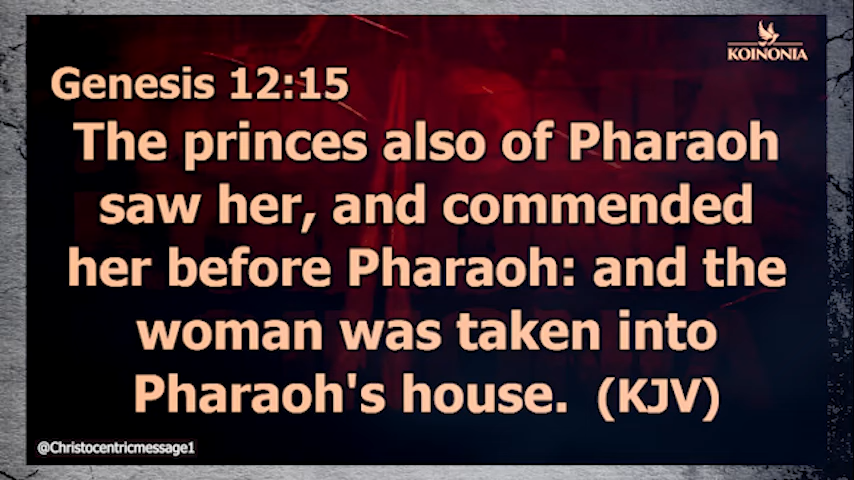 KOINONIA
Genesis 12:15
The princes also of Pharaoh
saw her, and commended
her before Pharaoh: and the
woman was taken into
Pharaoh's house. (KJV)
@Christocentricmessage1